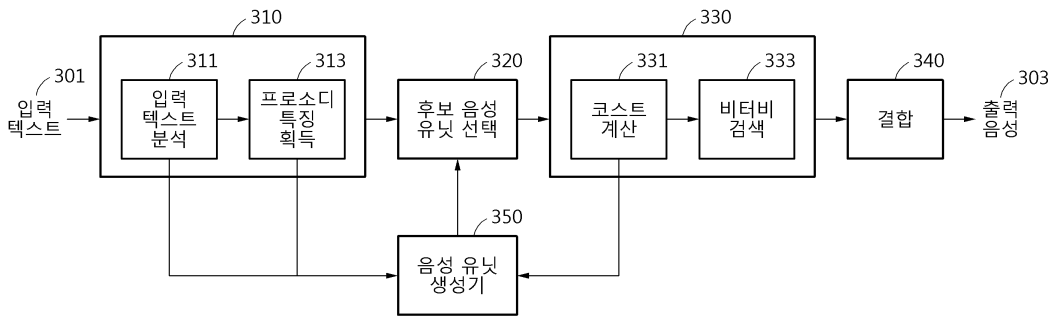 310
330
301
입력
텍스트
311
입력
텍스트
분석
313
프로소디
특징
획득
320
후보 음성
유닛 선택
331
코스트
계산
333
비터비
검색
340
결합
303
출력
음성
350
음성 유닛
생성기